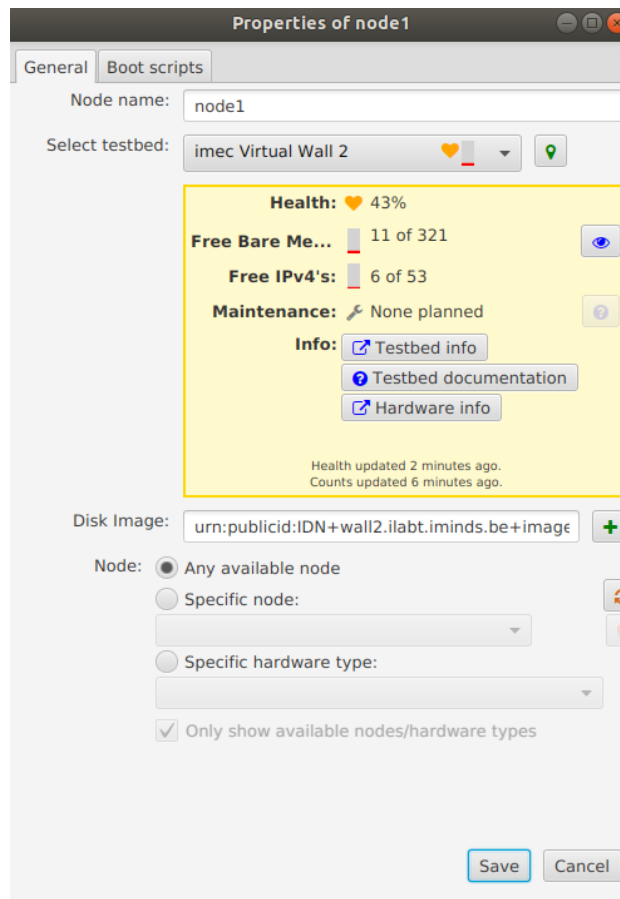 Properties of node1
General Boot scripts
Node name: node1
Select testbed: imec Virtual Wall 2
Health: 43%
Free Bare Me... 11 of 321
Free IPv4's: 6 of 53
Maintenance: None planned
Info: Testbed info
Testbed documentation
Hardware info
Health updated 2 minutes ago.
Counts updated 6 minutes ago.
Disk Image: urn:publicid:IDN+wall2.ilabt.iminds.be+image
Node: Any available node
Specific node:
Specific hardware type:
Only show available nodes/hardware types
Save Cancel